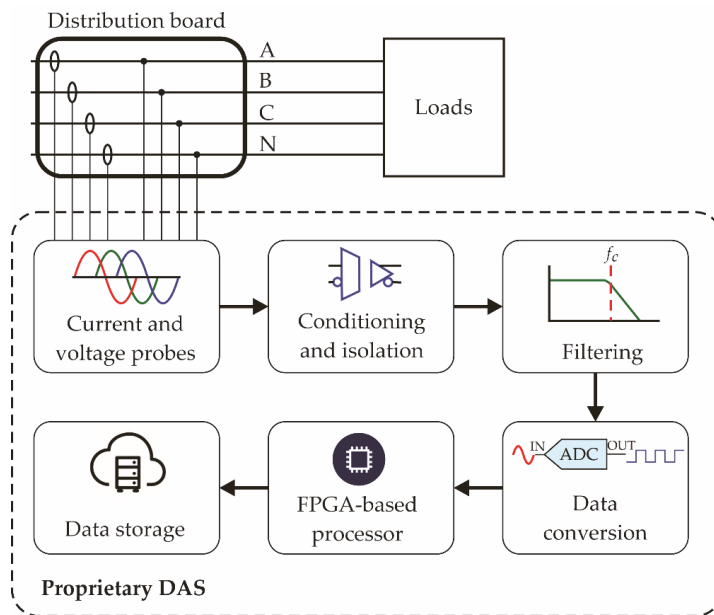 Distribution board
A
B
C
N
Loads
Current and
voltage probes
Conditioning
and isolation
f_c
Filtering
Data storage
FPGA-based
processor
IN ADC OUT
Data
conversion
Proprietary DAS